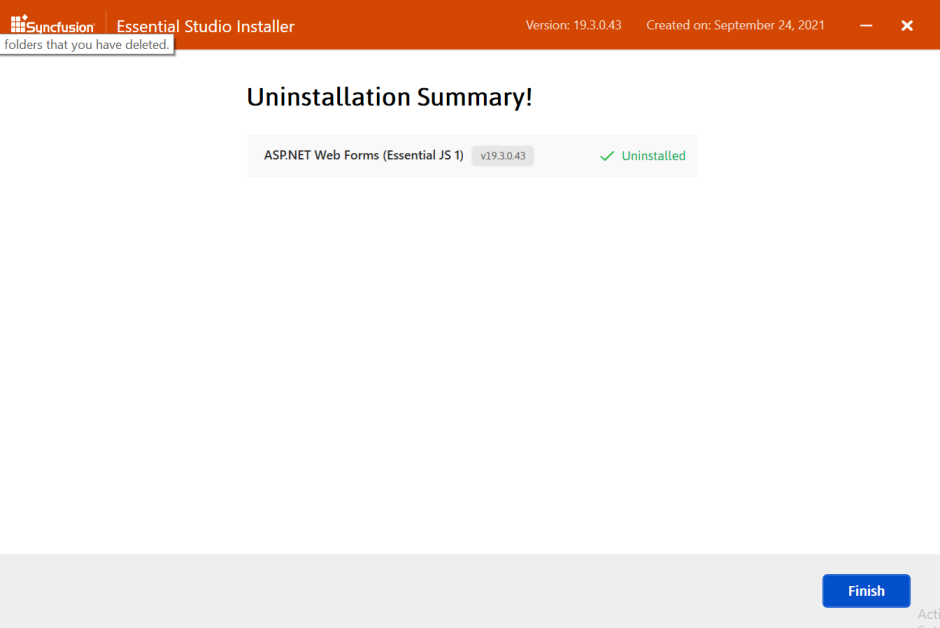 Syncfusion Essential Studio Installer Version: 19.3.0.43 Created on: September 24, 2021
folders that you have deleted.
Uninstallation Summary!
ASP.NET Web Forms (Essential JS 1) v19.3.0.43 Uninstalled
Finish
Acti